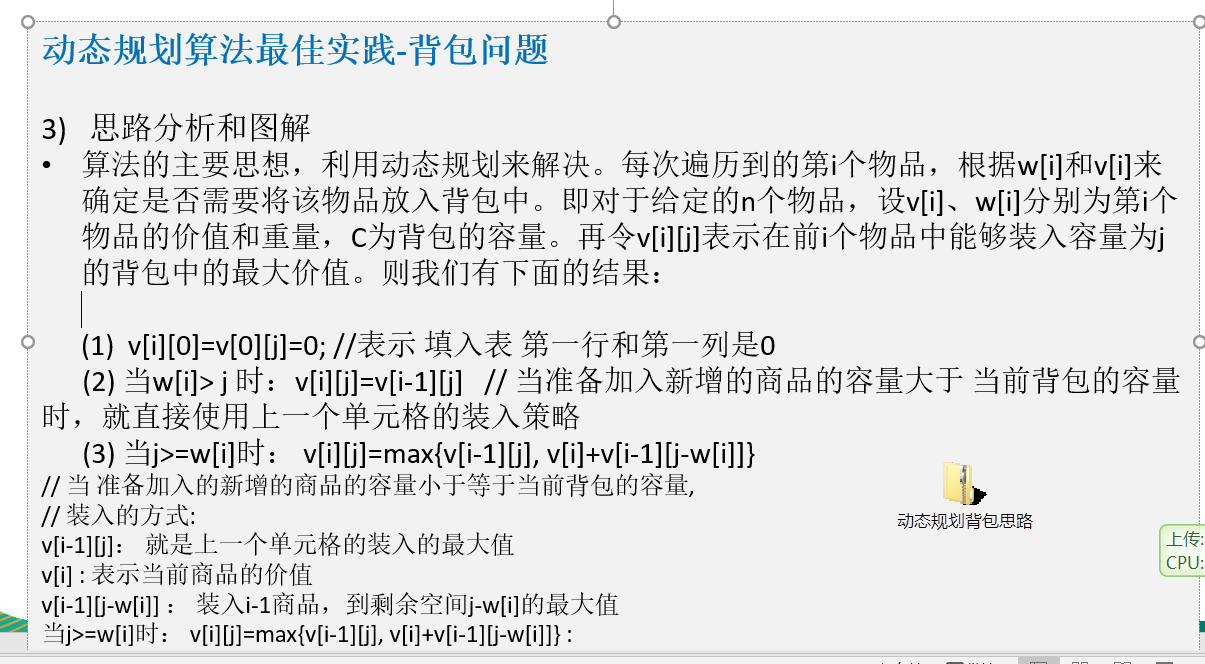 动态规划算法最佳实践-背包问题
3) 思路分析和图解
• 算法的主要思想，利用动态规划来解决。每次遍历到的第i个物品，根据w[i]和v[i]来
确定是否需要将该物品放入背包中。即对于给定的n个物品，设v[i]、w[i]分别为第i个
物品的价值和重量，C为背包的容量。再令v[i][j]表示在前i个物品中能够装入容量为j
的背包中的最大价值。则我们有下面的结果：
(1) v[i][0]=v[0][j]=0; //表示 填入表 第一行和第一列是0
(2) 当w[i]> j 时：v[i][j]=v[i-1][j] // 当准备加入新增的商品的容量大于 当前背包的容量
时，就直接使用上一个单元格的装入策略
(3) 当j>=w[i]时： v[i][j]=max{v[i-1][j], v[i]+v[i-1][j-w[i]]}
// 当 准备加入的新增的商品的容量小于等于当前背包的容量,
// 装入的方式:
v[i-1][j]： 就是上一个单元格的装入的最大值
v[i] : 表示当前商品的价值
v[i-1][j-w[i]] ： 装入i-1商品，到剩余空间j-w[i]的最大值
当j>=w[i]时： v[i][j]=max{v[i-1][j], v[i]+v[i-1][j-w[i]]} :
动态规划背包思路
上传:
CPU: